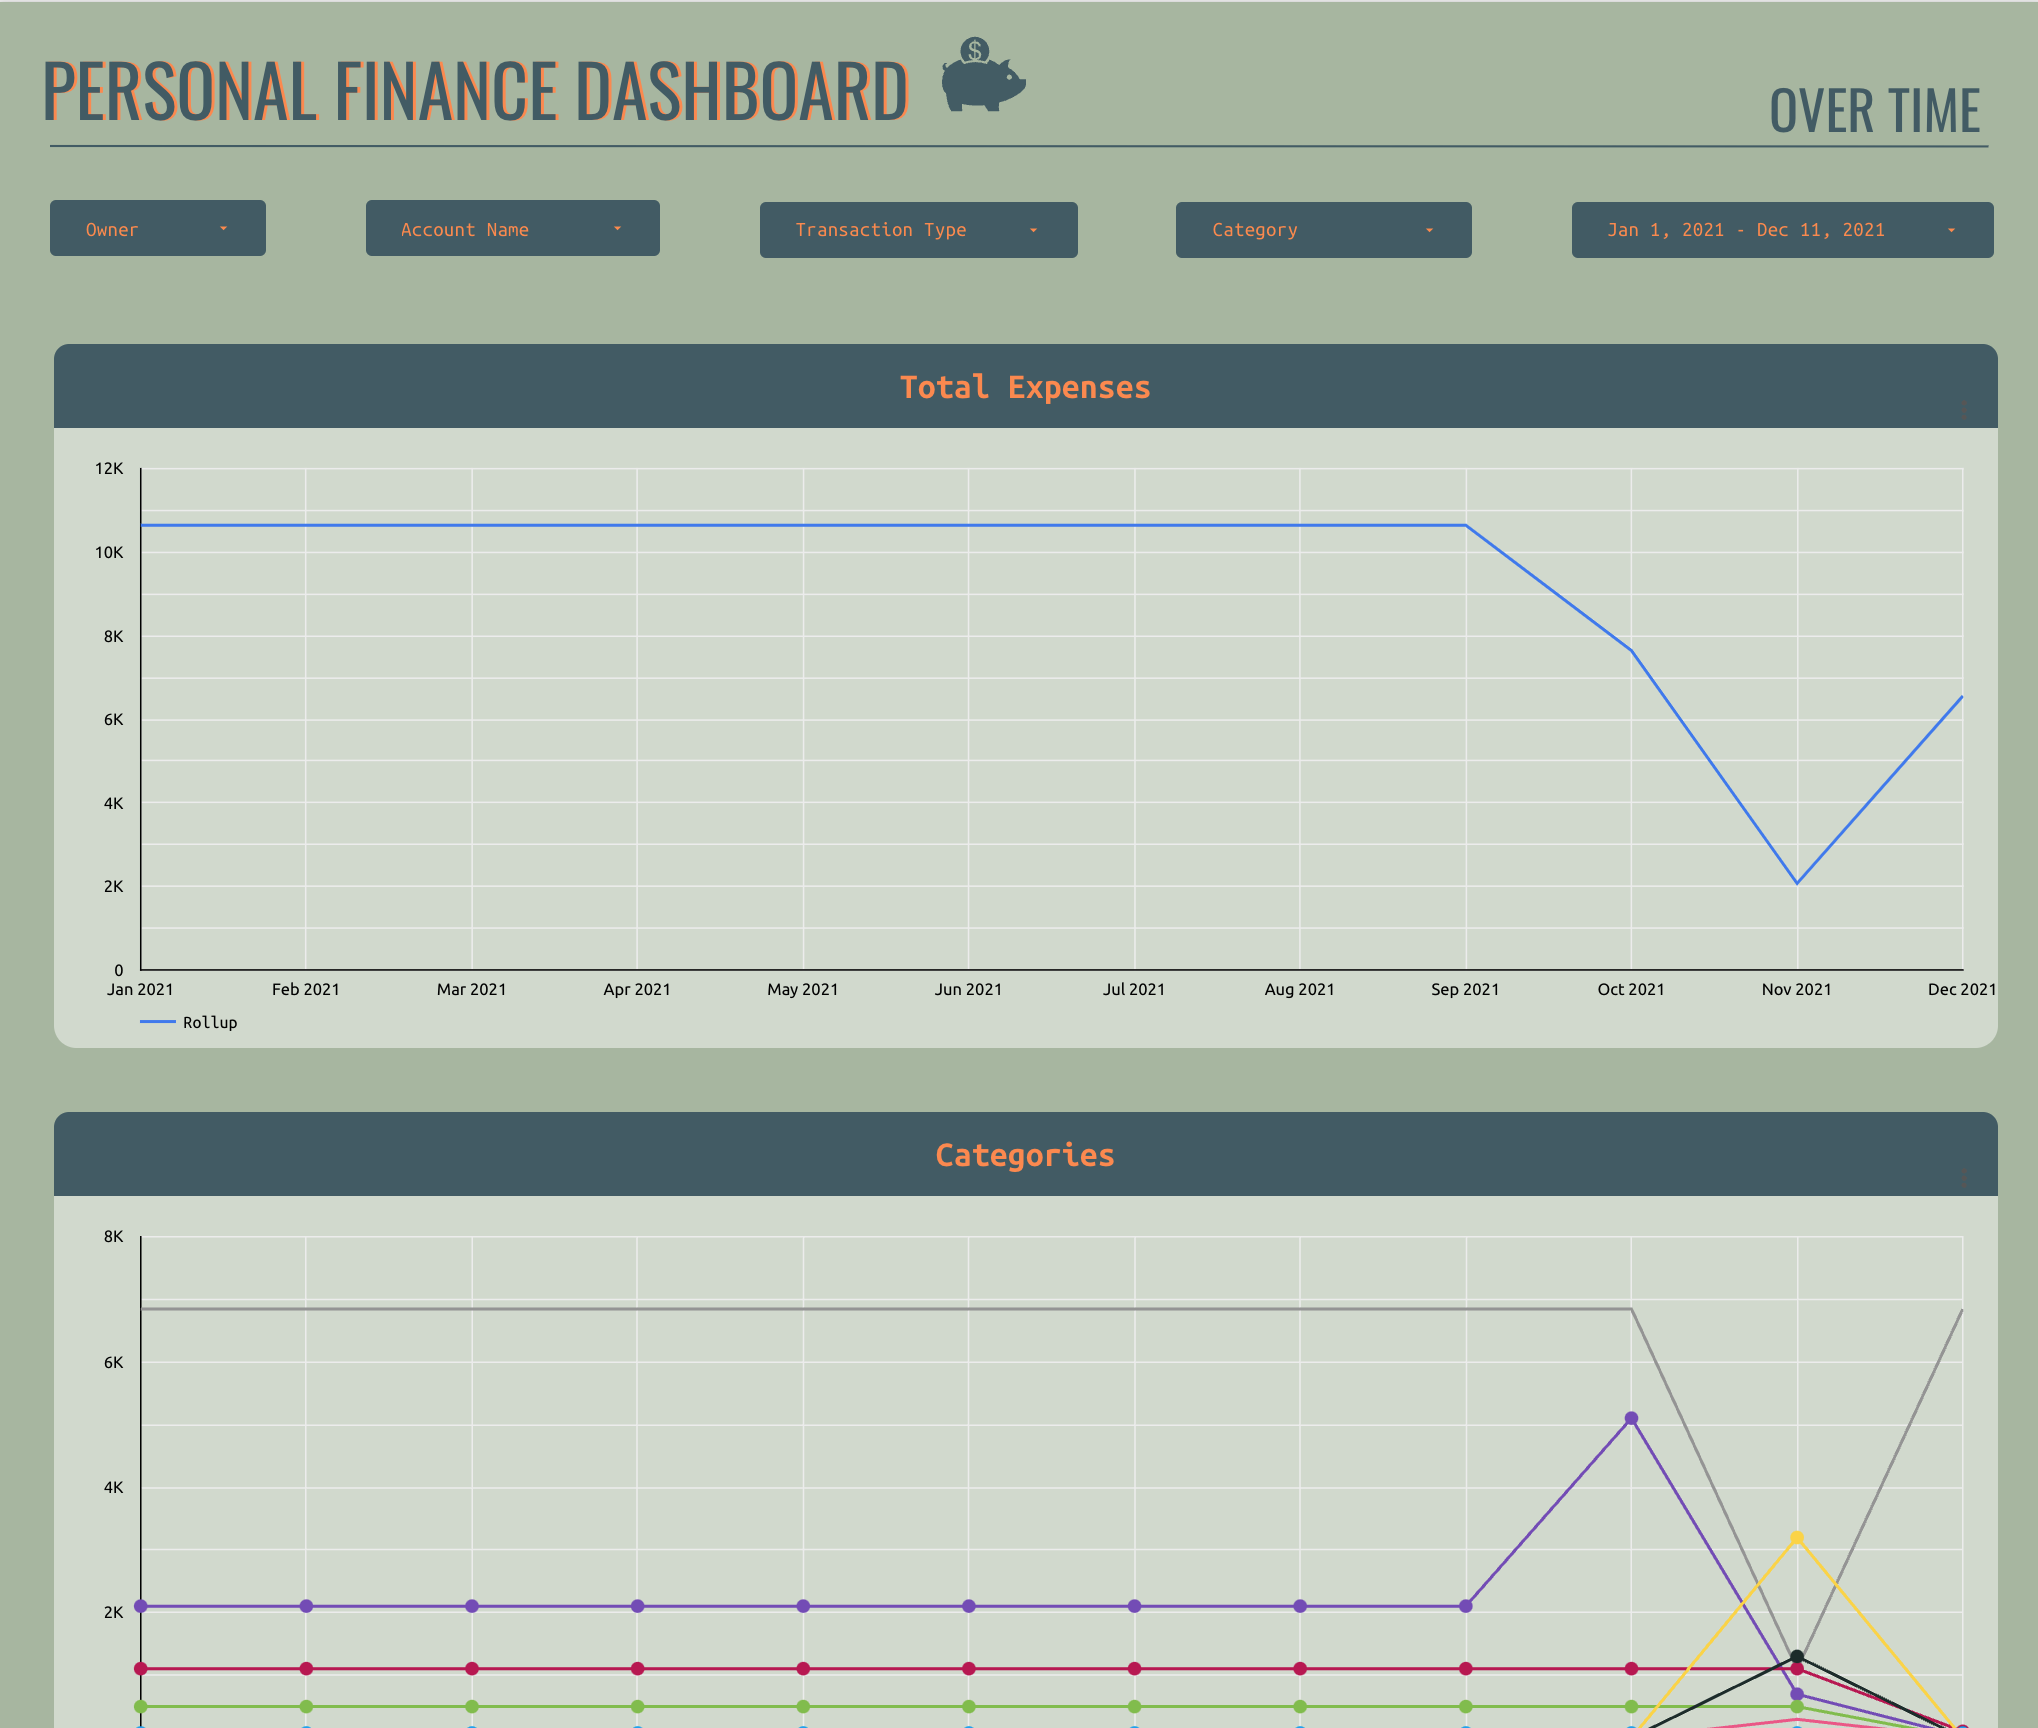 PERSONAL FINANCE DASHBOARD
$
OVER TIME
Owner
Account Name
Transaction Type
Category
Jan 1, 2021 - Dec 11, 2021
Total Expenses
12K
10K
8K
6K
4K
2K
0
Jan 2021 Feb 2021 Mar 2021 Apr 2021 May 2021 Jun 2021 Jul 2021 Aug 2021 Sep 2021 Oct 2021 Nov 2021 Dec 2021
Rollup
Categories
8K
6K
4K
2K